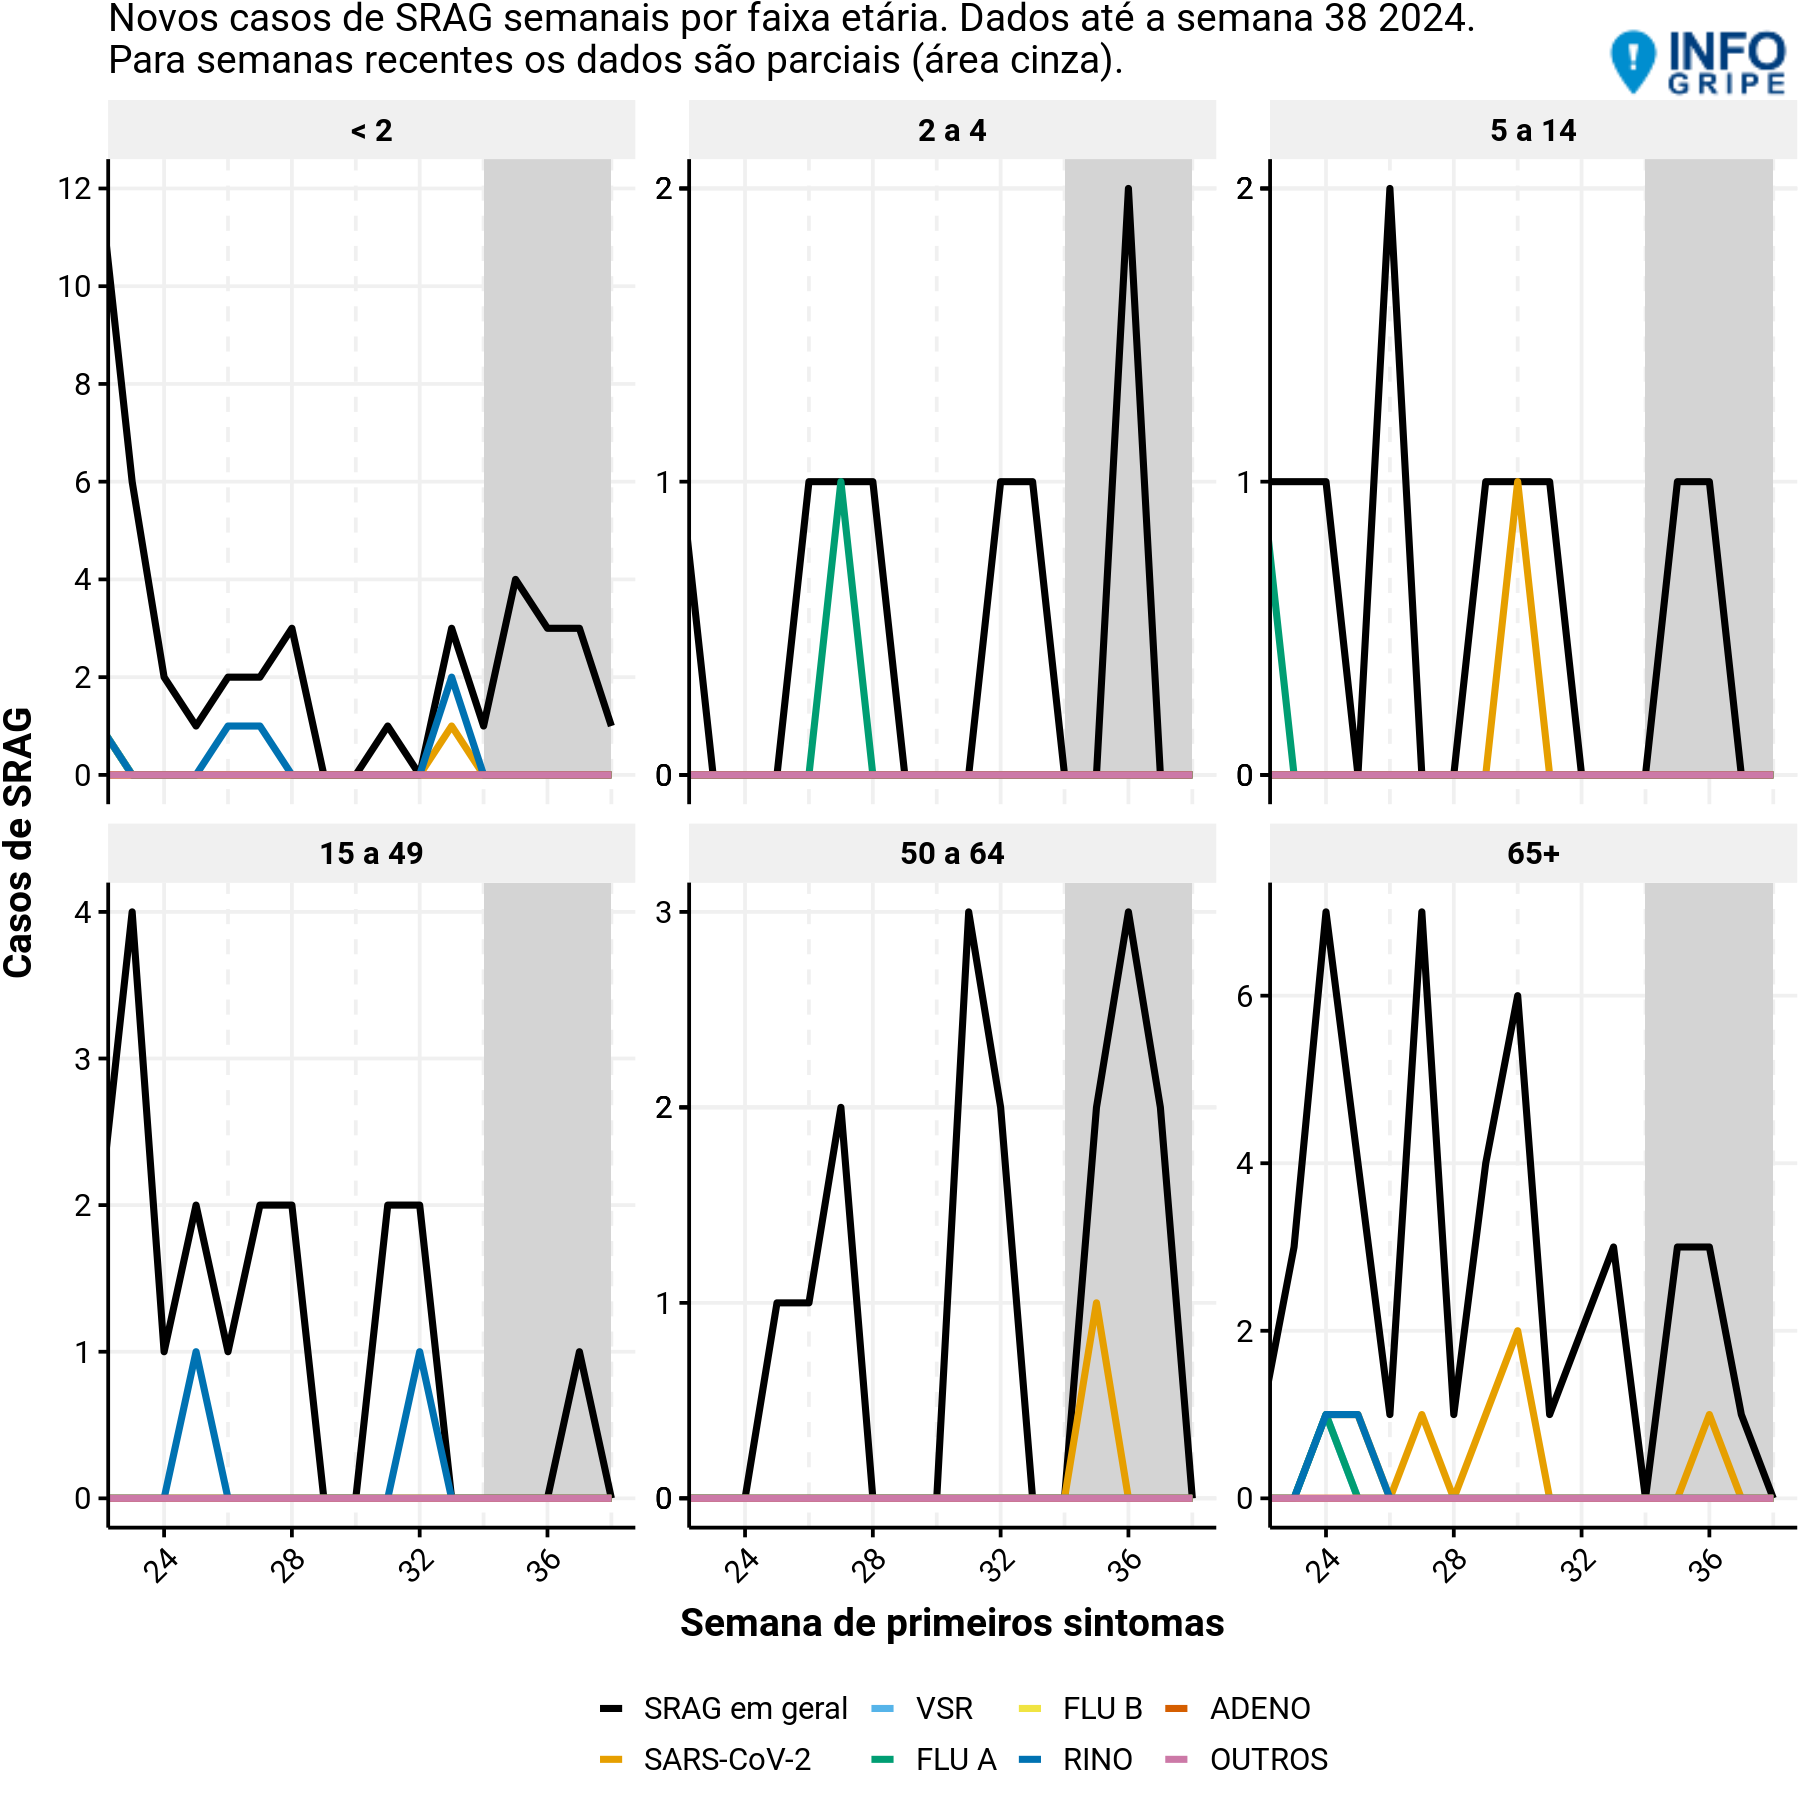 Novos casos de SRAG semanais por faixa etária. Dados até a semana 38 2024.
Para semanas recentes os dados são parciais (área cinza).
INFO
GRIPE
< 2
2 a 4
5 a 14
12
10
8
6
4
2
0
2
1
0
2
1
0
Casos de SRAG
15 a 49
50 a 64
65+
4
3
2
1
0
3
2
1
0
6
4
2
0
24 28 32 36
24 28 32 36
24 28 32 36
Semana de primeiros sintomas
SRAG em geral VSR FLU B ADENO
SARS-CoV-2 FLU A RINO OUTROS